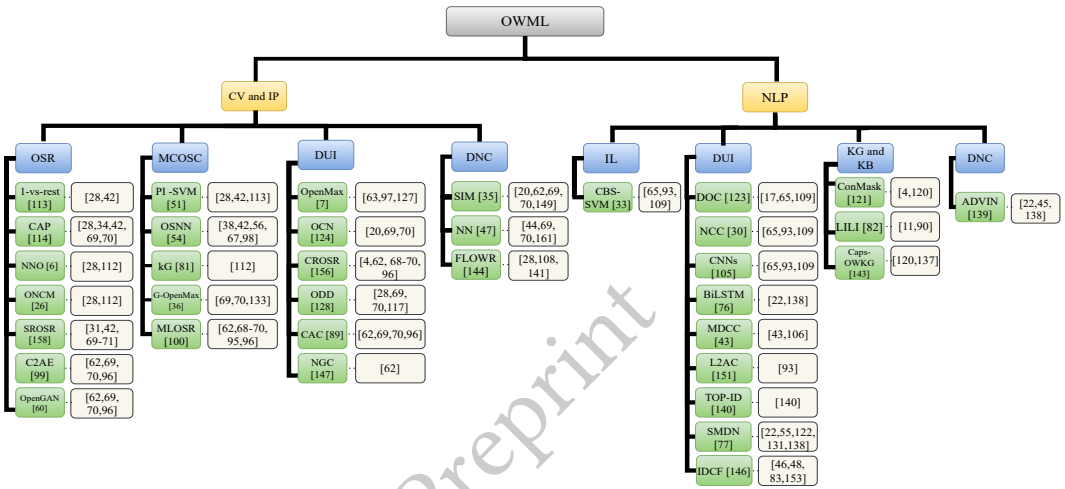 OWML
CV and IP
NLP
OSR
1-vs-rest
[113]
[28,42]
CAP
[114]
[28,34,42,
69,70]
NNO [6]
[28,112]
ONCM
[26]
[28,112]
SROSR
[158]
[31,42,
69-71]
C2AE
[99]
[62,69,
70,96]
OpenGAN
[60]
[62,69,
70,96]
MCOSC
PI -SVM
[51]
[28,42,113]
OSNN
[54]
[38,42,56,
67,98]
kG [81]
[112]
G-OpenMax
[36]
[69,70,133]
MLOSR
[100]
[62,68-70,
95,96]
DUI
OpenMax
[7]
[63,97,127]
OCN
[124]
[20,69,70]
CROSR
[156]
[4,62, 68-70,
96]
ODD
[128]
[28,69,
70,117]
CAC [89]
[62,69,70,96]
NGC
[147]
[62]
DNC
SIM [35]
[20,62,69,
70,149]
NN [47]
[44,69,
70,161]
FLOWR
[144]
[28,108,
141]
IL
CBS-
SVM [33]
[65,93,
109]
DUI
DOC [123]
[17,65,109]
NCC [30]
[65,93,109
CNNs
[105]
[65,93,109
BiLSTM
[76]
[22,138]
MDCC
[43]
[43,106]
L2AC
[151]
[93]
TOP-ID
[140]
[140]
SMDN
[77]
[22,55,122,
131,138]
IDCF [146]
[46,48,
83,153]
KG and
KB
ConMask
[121]
[4,120]
LILI [82]
[11,90]
Caps-
OWKG
[143]
[120,137]
DNC
ADVIN
[139]
[22,45,
138]
Preprint